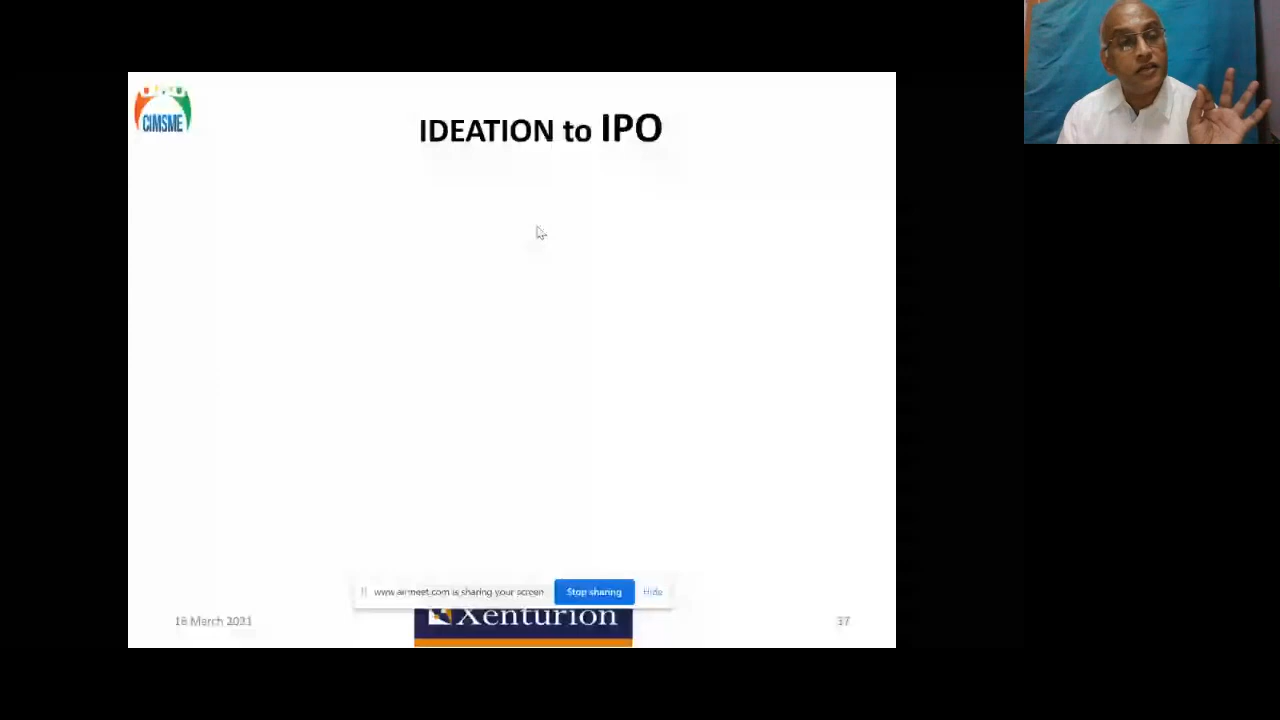 CIMSME
IDEATION to IPO
www.airmeet.com is sharing your screen Stop sharing Hide
Xenturion
16 March 2021 37